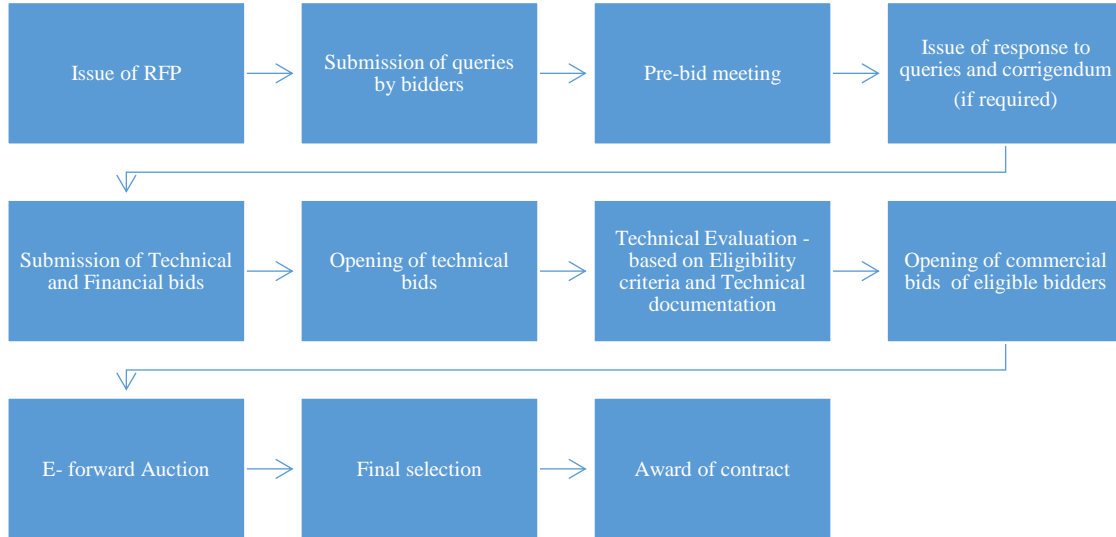 Issue of RFP
Submission of queries
by bidders
Pre-bid meeting
Issue of response to
queries and corrigendum
(if required)
Submission of Technical
and Financial bids
Opening of technical
bids
Technical Evaluation -
based on Eligibility
criteria and Technical
documentation
Opening of commercial
bids of eligible bidders
E- forward Auction
Final selection
Award of contract